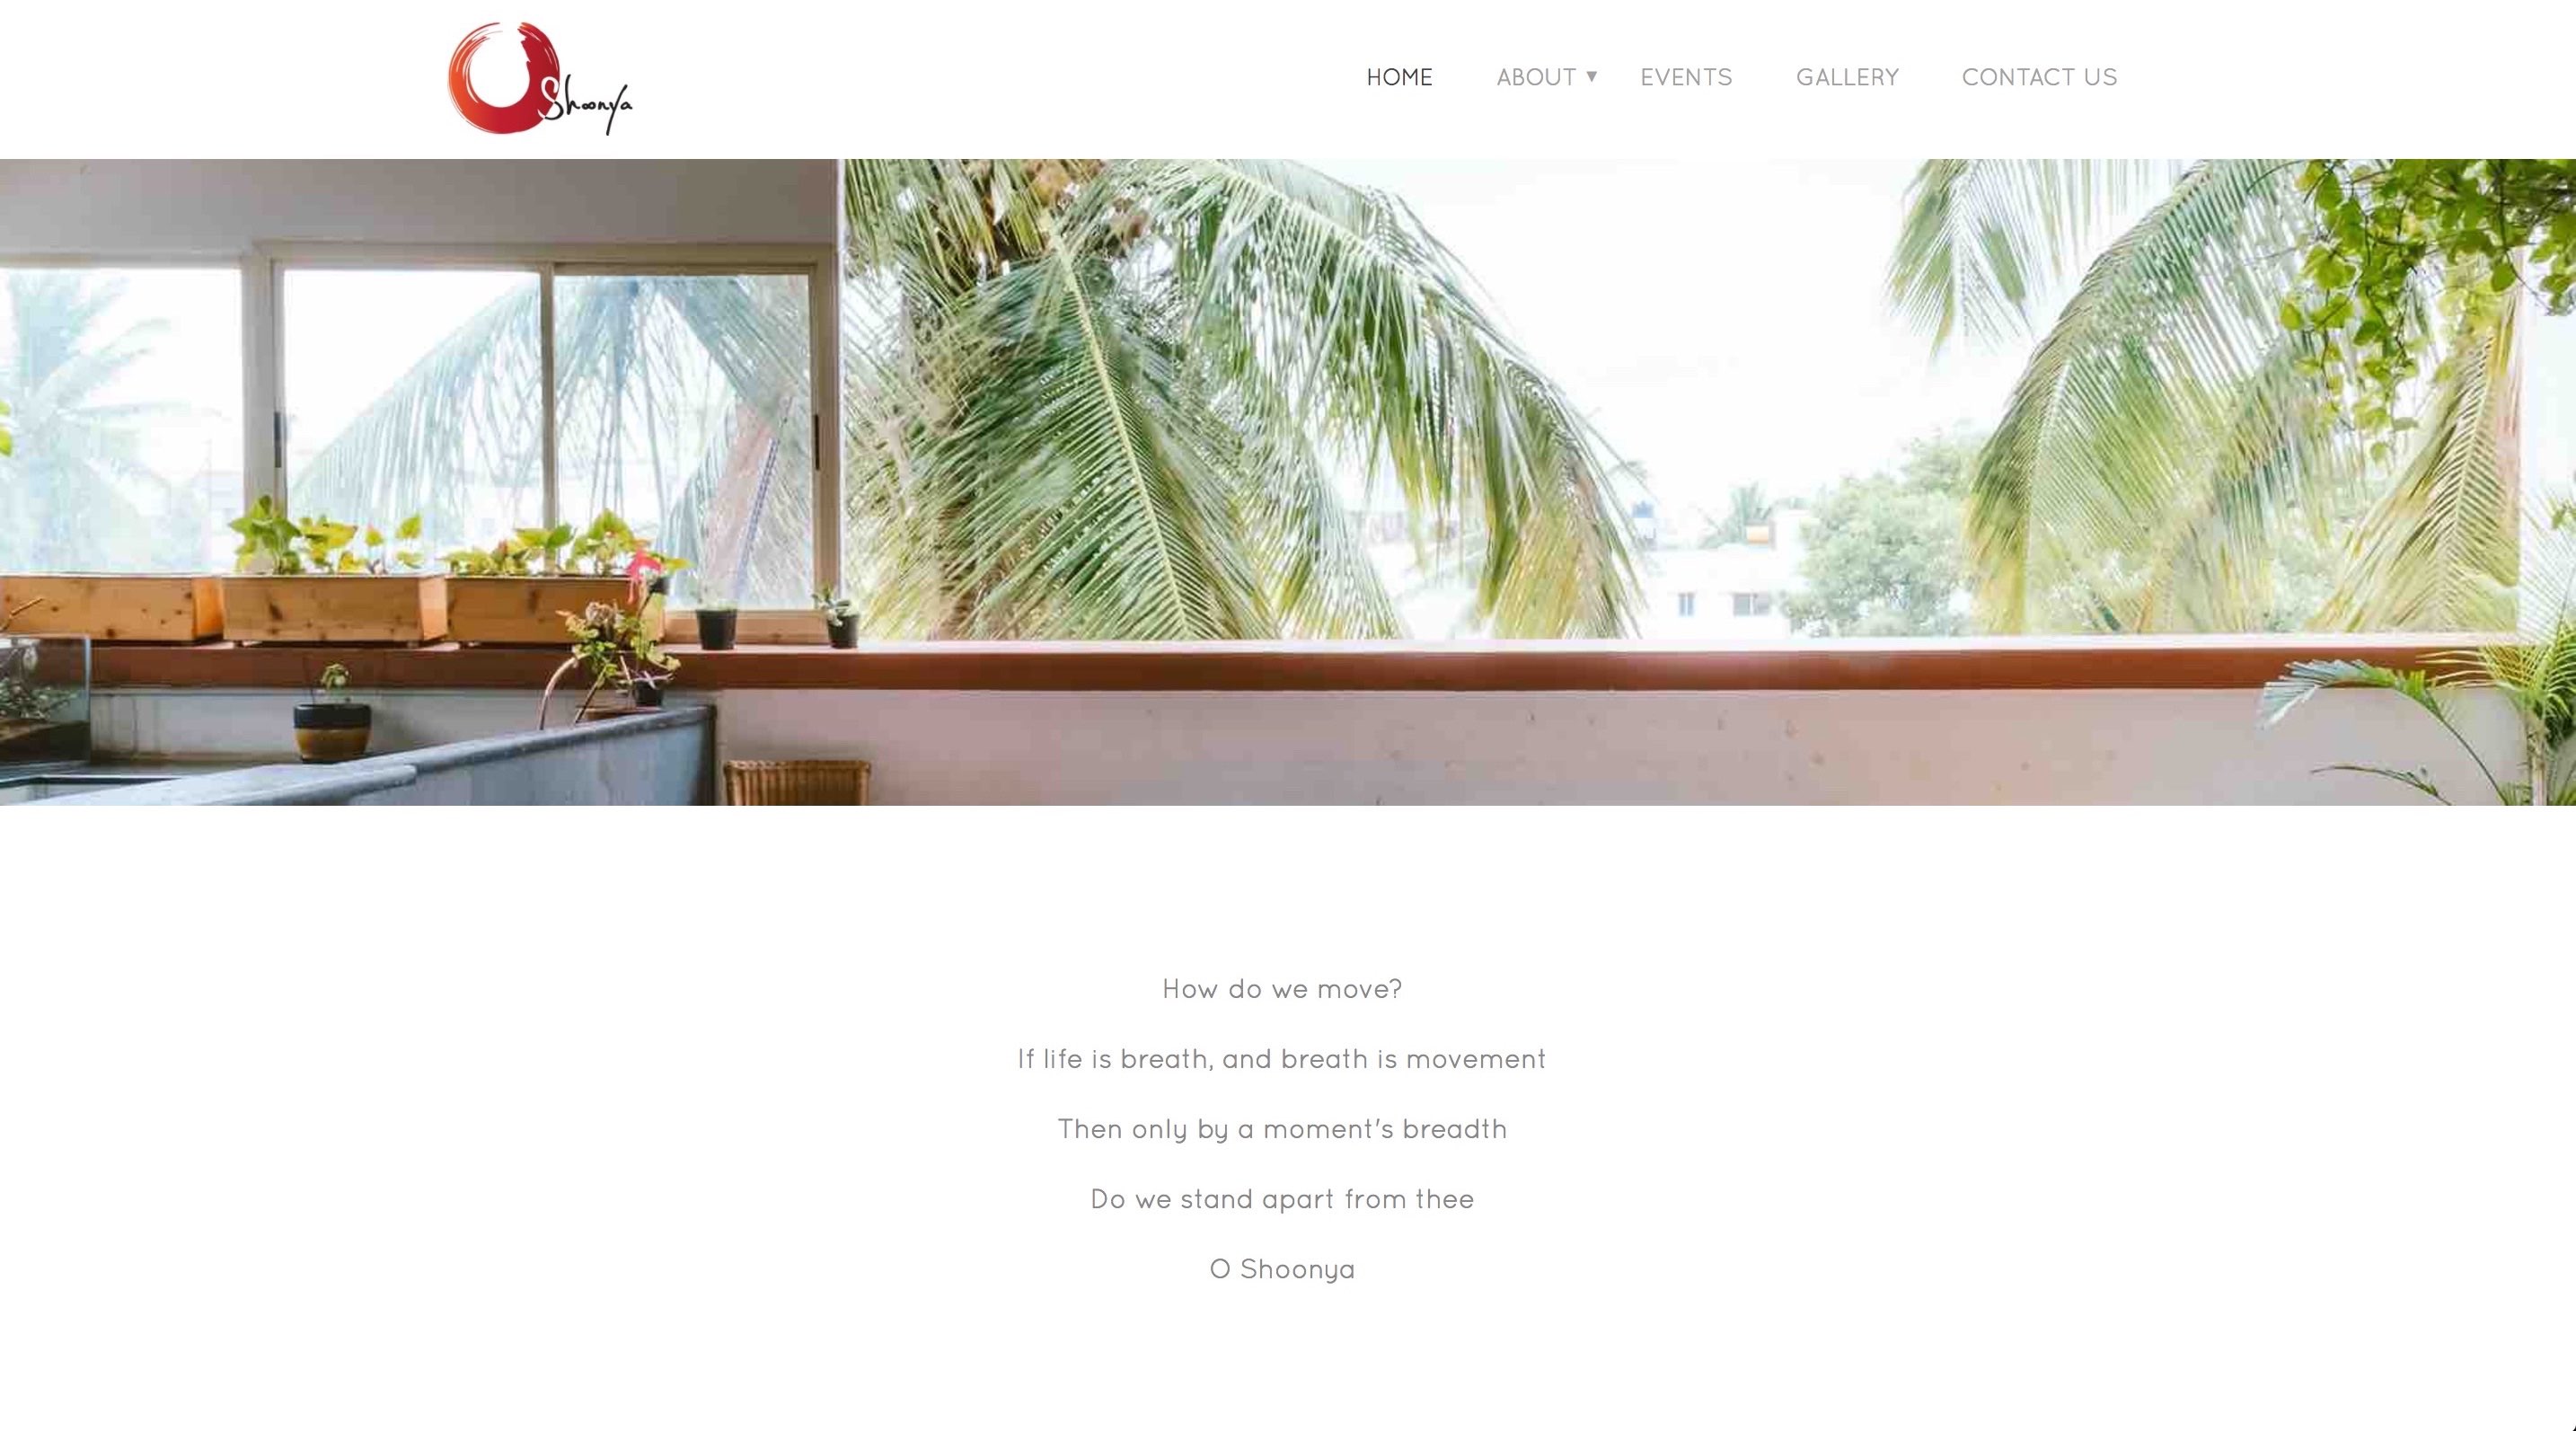 Shoonya
HOME ABOUT ▼ EVENTS GALLERY CONTACT US
How do we move?
If life is breath, and breath is movement
Then only by a moment's breadth
Do we stand apart from thee
O Shoonya